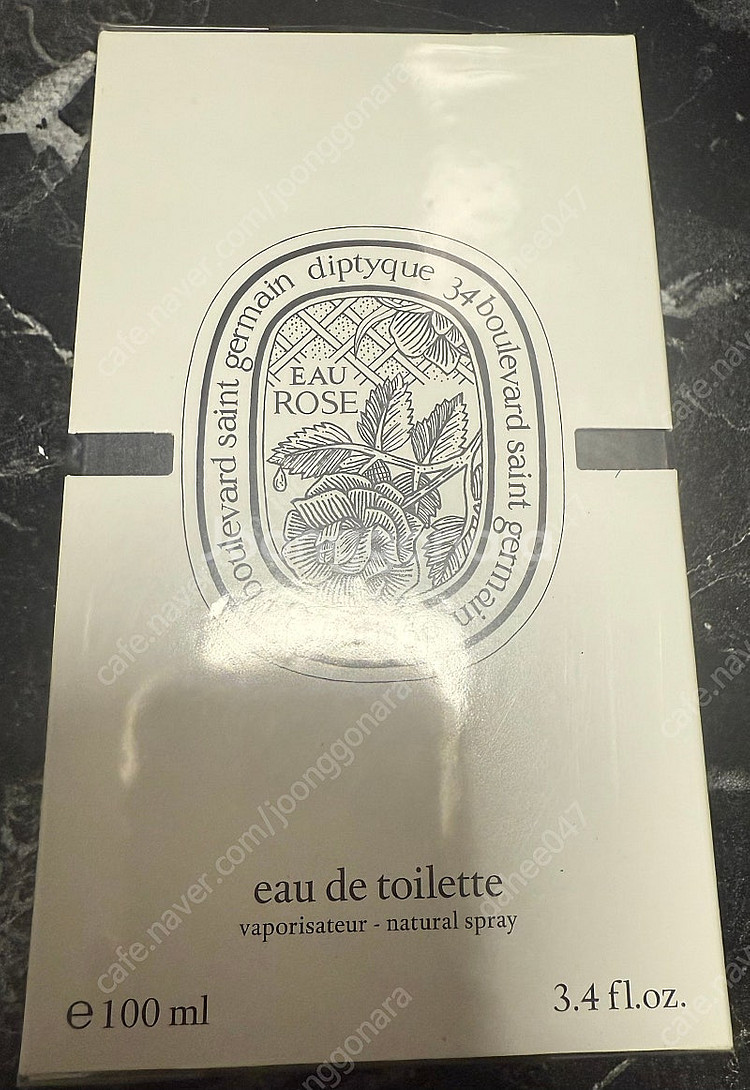 diptyque 34 boulevard saint germain
boulevard saint germain
EAU
ROSE
eau de toilette
vaporisateur - natural spray
e 100 ml
3.4 fl.oz.
cafe.naver.com/joonggonara